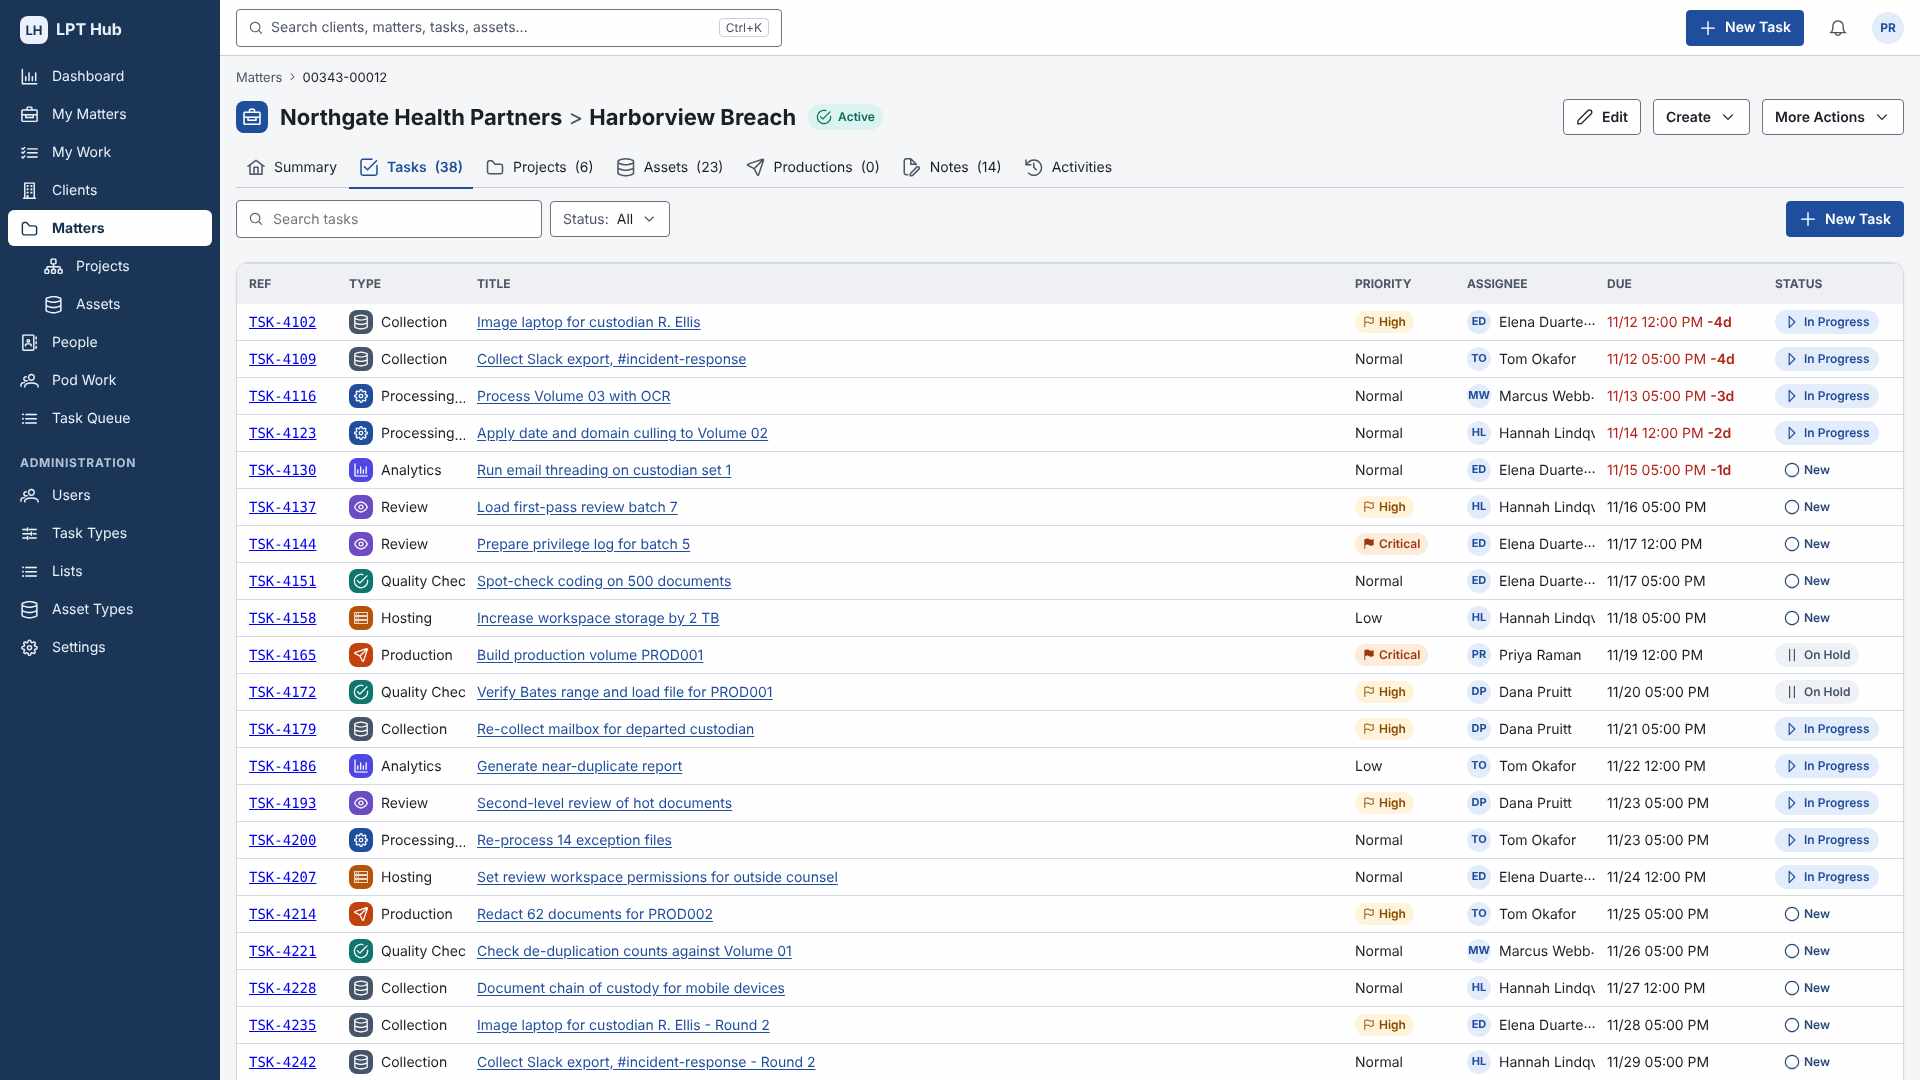 LH LPT Hub
Search clients, matters, tasks, assets... Ctrl+K
New Task
PR
Dashboard
My Matters
My Work
Clients
Matters
Projects
Assets
People
Pod Work
Task Queue
ADMINISTRATION
Users
Task Types
Lists
Asset Types
Settings
Matters > 00343-00012
Northgate Health Partners > Harborview Breach Active
Edit Create More Actions
Summary Tasks (38) Projects (6) Assets (23) Productions (0) Notes (14) Activities
Search tasks Status: All New Task
REF TYPE TITLE PRIORITY ASSIGNEE DUE STATUS
TSK-4102 Collection Image laptop for custodian R. Ellis High ED Elena Duarte... 11/12 12:00 PM -4d In Progress
TSK-4109 Collection Collect Slack export, #incident-response Normal TO Tom Okafor 11/12 05:00 PM -4d In Progress
TSK-4116 Processing... Process Volume 03 with OCR Normal MW Marcus Webb. 11/13 05:00 PM -3d In Progress
TSK-4123 Processing... Apply date and domain culling to Volume 02 Normal HL Hannah Lindqv 11/14 12:00 PM -2d In Progress
TSK-4130 Analytics Run email threading on custodian set 1 Normal ED Elena Duarte... 11/15 05:00 PM -1d New
TSK-4137 Review Load first-pass review batch 7 High HL Hannah Lindqv 11/16 05:00 PM New
TSK-4144 Review Prepare privilege log for batch 5 Critical ED Elena Duarte... 11/17 12:00 PM New
TSK-4151 Quality Chec Spot-check coding on 500 documents Normal ED Elena Duarte... 11/17 05:00 PM New
TSK-4158 Hosting Increase workspace storage by 2 TB Low HL Hannah Lindqv 11/18 05:00 PM New
TSK-4165 Production Build production volume PROD001 Critical PR Priya Raman 11/19 12:00 PM On Hold
TSK-4172 Quality Chec Verify Bates range and load file for PROD001 High DP Dana Pruitt 11/20 05:00 PM On Hold
TSK-4179 Collection Re-collect mailbox for departed custodian High DP Dana Pruitt 11/21 05:00 PM In Progress
TSK-4186 Analytics Generate near-duplicate report Low TO Tom Okafor 11/22 12:00 PM In Progress
TSK-4193 Review Second-level review of hot documents High DP Dana Pruitt 11/23 05:00 PM In Progress
TSK-4200 Processing... Re-process 14 exception files Normal TO Tom Okafor 11/23 05:00 PM In Progress
TSK-4207 Hosting Set review workspace permissions for outside counsel Normal ED Elena Duarte... 11/24 12:00 PM In Progress
TSK-4214 Production Redact 62 documents for PROD002 High TO Tom Okafor 11/25 05:00 PM New
TSK-4221 Quality Chec Check de-duplication counts against Volume 01 Normal MW Marcus Webb. 11/26 05:00 PM New
TSK-4228 Collection Document chain of custody for mobile devices Normal HL Hannah Lindqv 11/27 12:00 PM New
TSK-4235 Collection Image laptop for custodian R. Ellis - Round 2 High ED Elena Duarte... 11/28 05:00 PM New
TSK-4242 Collection Collect Slack export, #incident-response - Round 2 Normal HL Hannah Lindqv 11/29 05:00 PM New